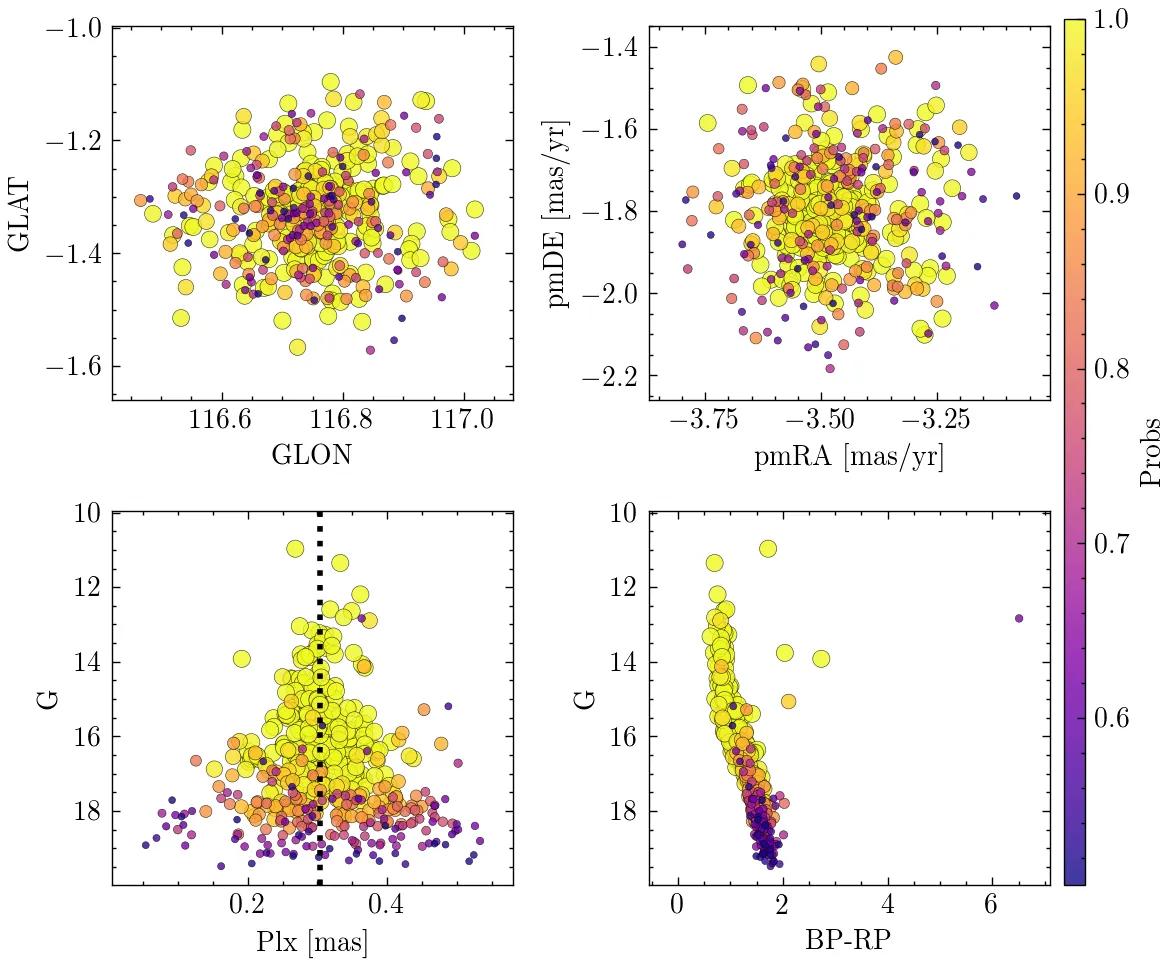 −1.0
−1.2
−1.4
−1.6
GLAT
116.6 116.8 117.0
GLON
−1.4
−1.6
−1.8
−2.0
−2.2
pmDE [mas/yr]
−3.75 −3.50 −3.25
pmRA [mas/yr]
10
12
14
16
18
G
0.2 0.4
Plx [mas]
10
12
14
16
18
G
0 2 4 6
BP-RP
1.0
0.9
0.8
0.7
0.6
Probs